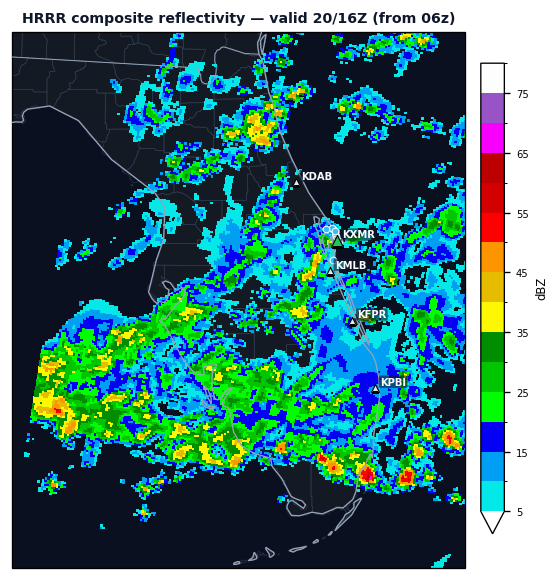 HRRR composite reflectivity — valid 20/16Z (from 06z)
KDAB
KXMR
KMLB
KFPR
KPBI
75
65
55
45
35
25
15
5
dBZ